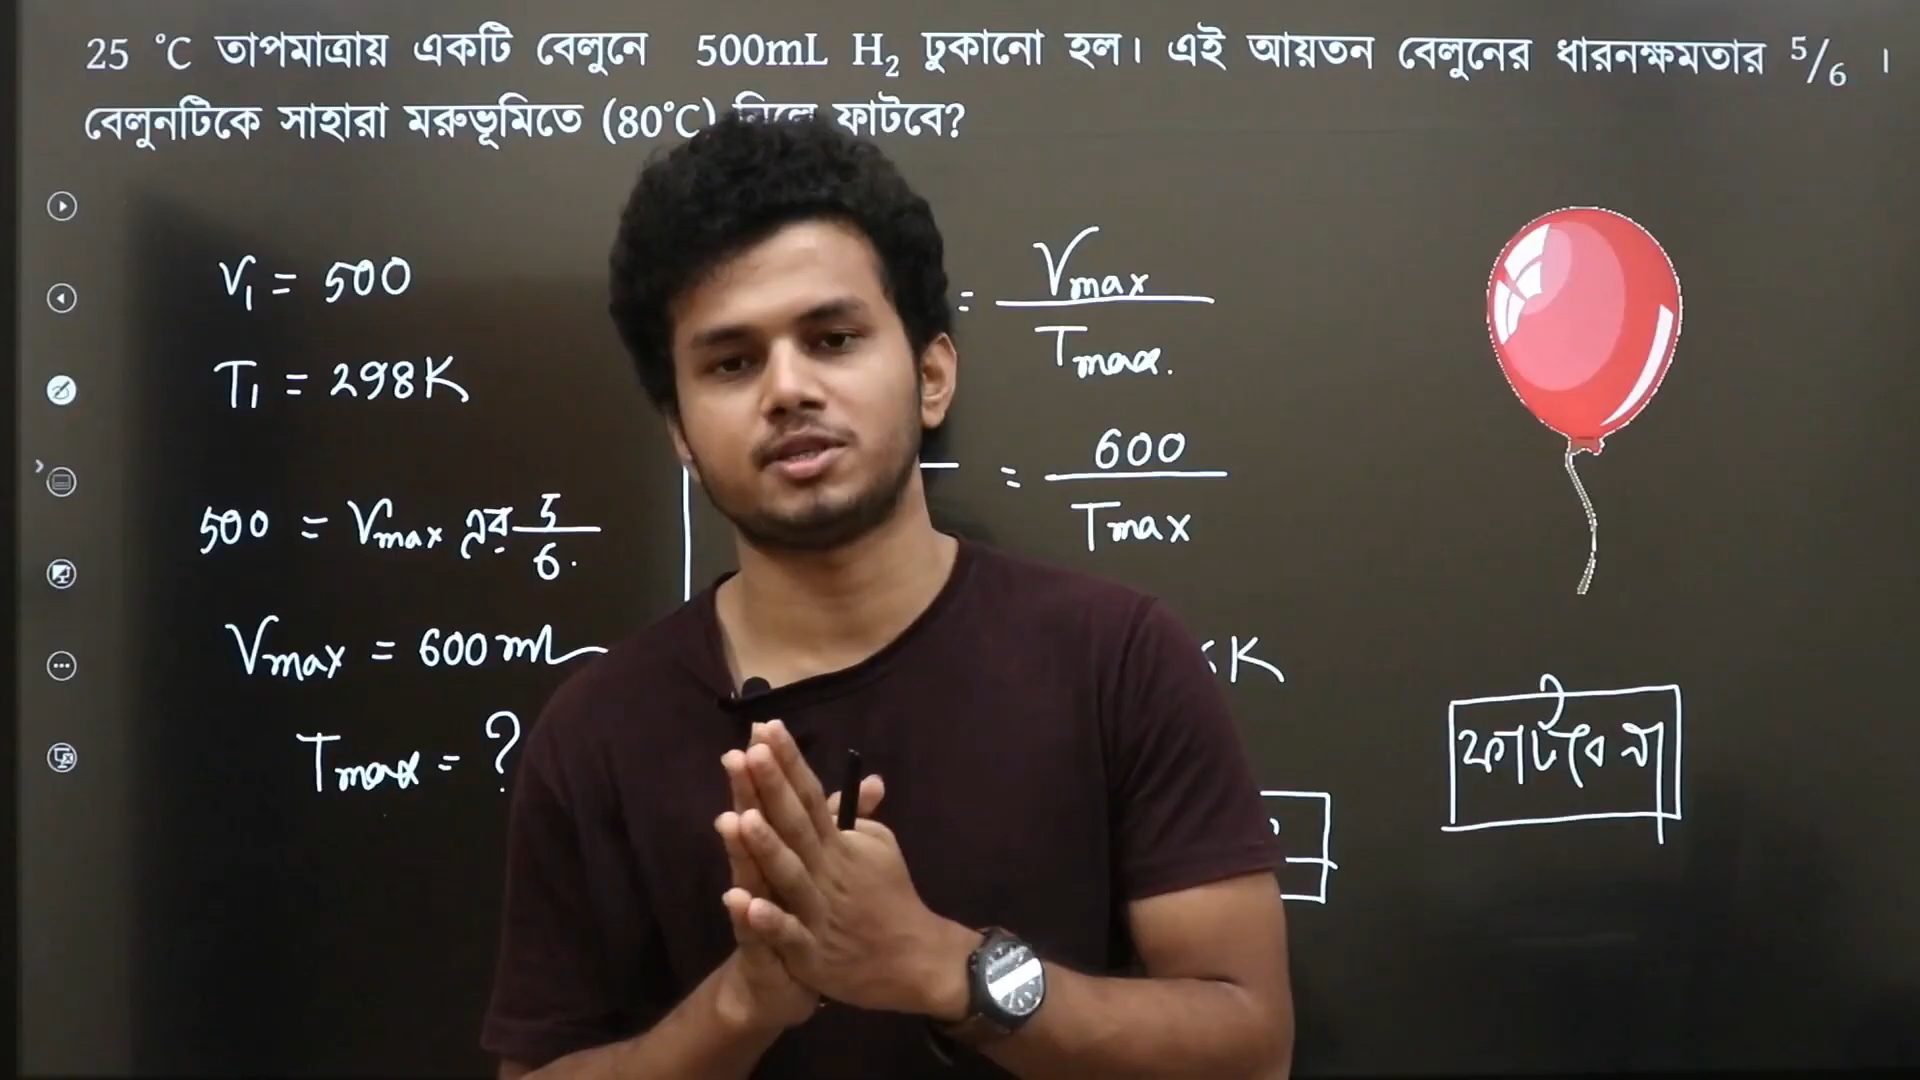 25 °C তাপমাত্রায় একটি বেলুনে 500mL H₂ ঢুকানো হল। এই আয়তন বেলুনের ধারনক্ষমতার ⁵/₆ ।
বেলুনটিকে সাহারা মরুভূমিতে (80°C) নিলে ফাটবে?
V₁ = 500
T₁ = 298K
500 = Vmax এর 5/6.
Vmax = 600 mL
Tmax = ?
= Vmax/Tmax.
= 600/Tmax
K
ফাটবে না